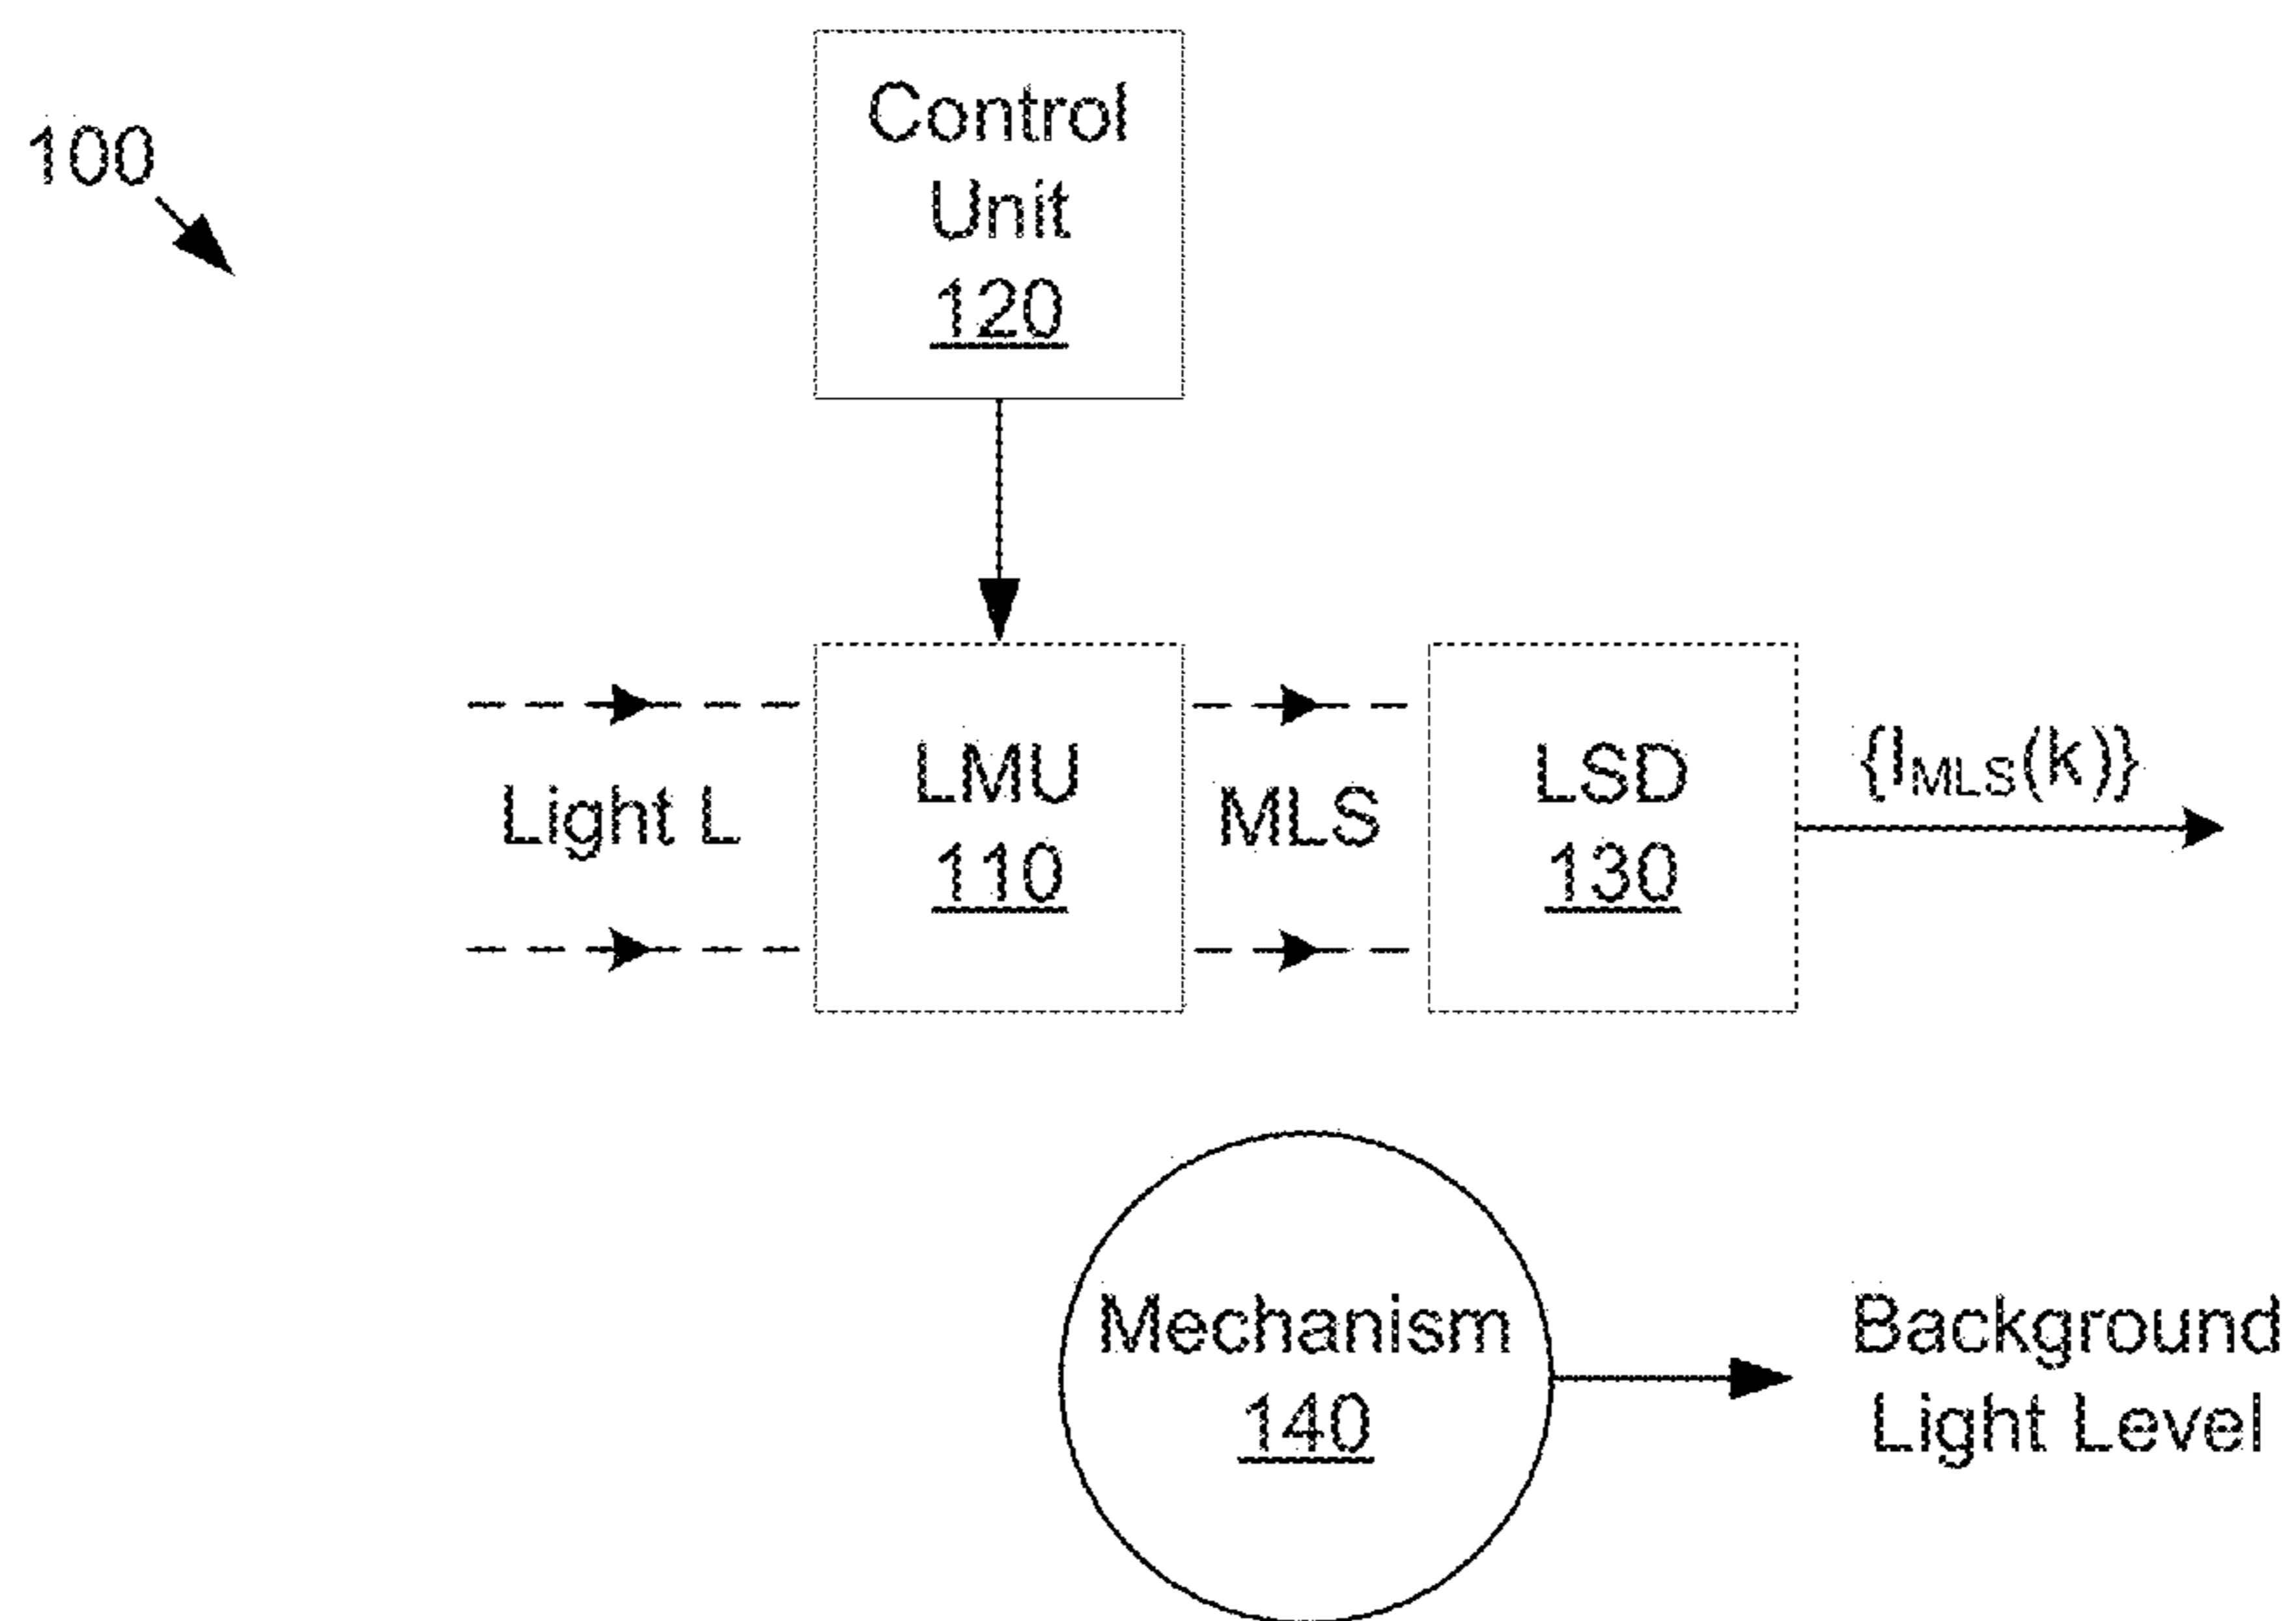 100
Control
Unit
120
Light L
LMU
110
MLS
LSD
130
{I_MLS(k)}
Mechanism
140
Background
Light Level